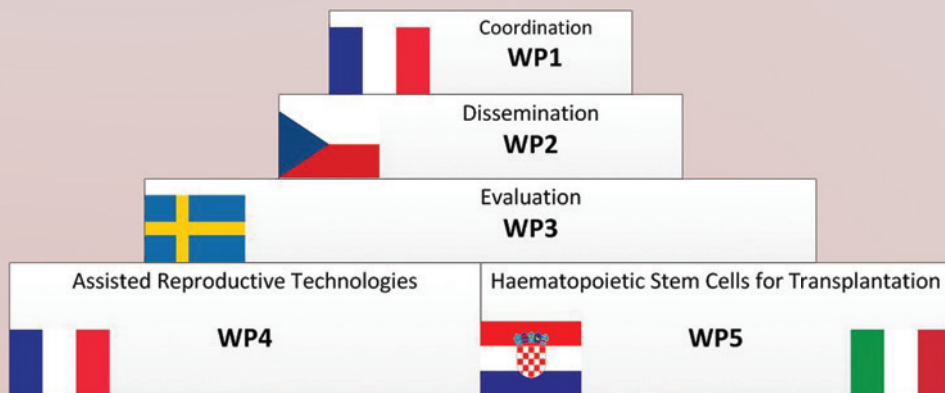 Coordination
WP1
Dissemination
WP2
Evaluation
WP3
Assisted Reproductive Technologies
WP4
Haematopoietic Stem Cells for Transplantation
WP5